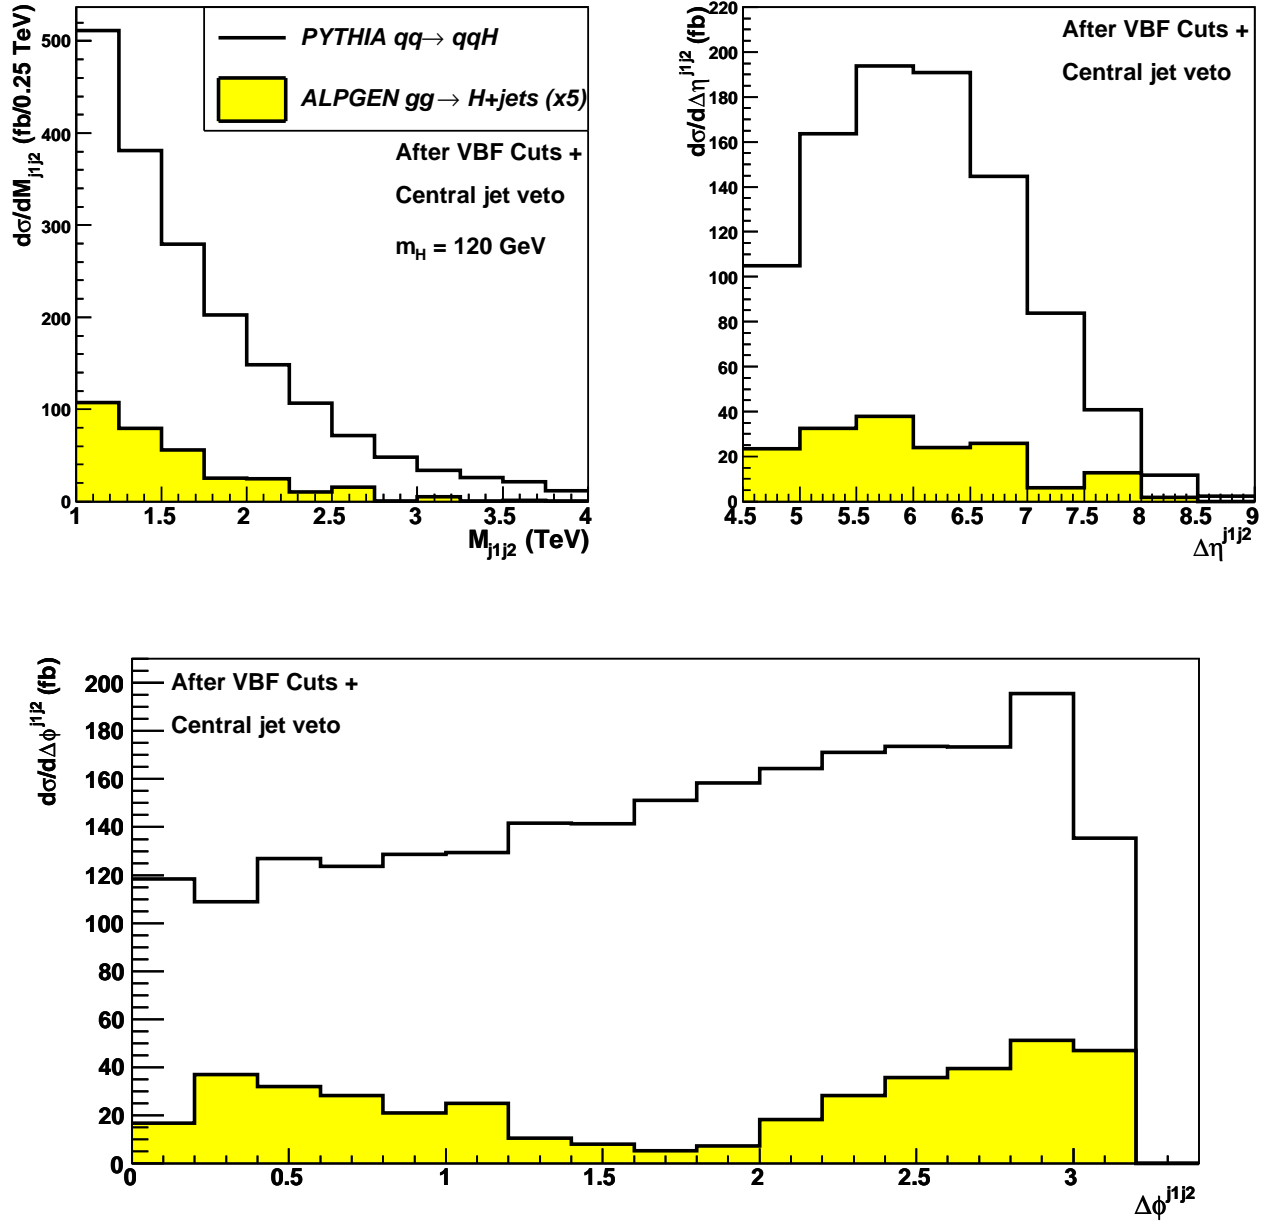 dσ/dM_j1j2 (fb/0.25 TeV)
500
400
300
200
100
0
PYTHIA qq→ qqH
ALPGEN gg→ H+jets (x5)
After VBF Cuts +
Central jet veto
m_H = 120 GeV
1 1.5 2 2.5 3 3.5 4
M_j1j2 (TeV)
dσ/dΔη^j1j2 (fb)
220
200
180
160
140
120
100
80
60
40
20
0
After VBF Cuts +
Central jet veto
4.5 5 5.5 6 6.5 7 7.5 8 8.5 9
Δη^j1j2
dσ/dΔϕ^j1j2 (fb)
200
180
160
140
120
100
80
60
40
20
0
After VBF Cuts +
Central jet veto
0 0.5 1 1.5 2 2.5 3
Δϕ^j1j2